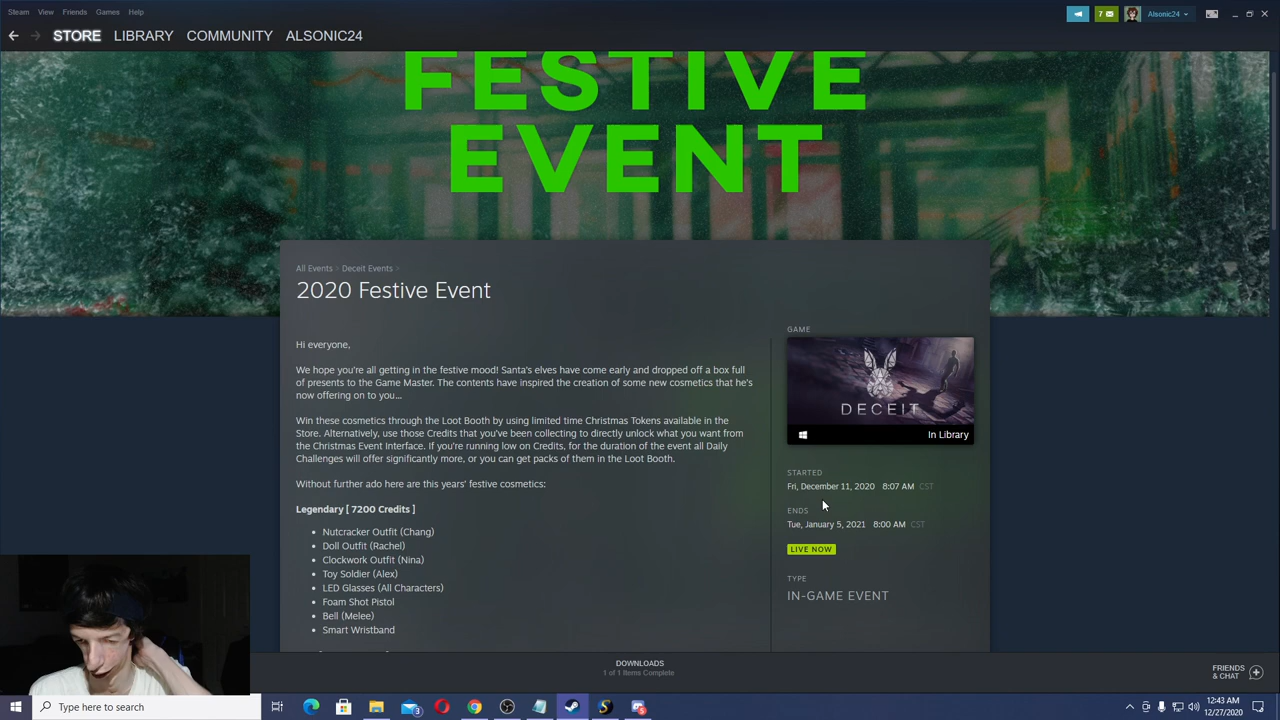 Steam View Friends Games Help
7
Alsonic24
STORE LIBRARY COMMUNITY ALSONIC24
FESTIVE
EVENT
All Events > Deceit Events >
2020 Festive Event
Hi everyone,
We hope you're all getting in the festive mood! Santa's elves have come early and dropped off a box full
of presents to the Game Master. The contents have inspired the creation of some new cosmetics that he's
now offering on to you...
Win these cosmetics through the Loot Booth by using limited time Christmas Tokens available in the
Store. Alternatively, use those Credits that you've been collecting to directly unlock what you want from
the Christmas Event Interface. If you're running low on Credits, for the duration of the event all Daily
Challenges will offer significantly more, or you can get packs of them in the Loot Booth.
Without further ado here are this years' festive cosmetics:
Legendary [ 7200 Credits ]
• Nutcracker Outfit (Chang)
• Doll Outfit (Rachel)
• Clockwork Outfit (Nina)
• Toy Soldier (Alex)
• LED Glasses (All Characters)
• Foam Shot Pistol
• Bell (Melee)
• Smart Wristband
GAME
DECEIT
In Library
STARTED
Fri, December 11, 2020 8:07 AM CST
ENDS
Tue, January 5, 2021 8:00 AM CST
LIVE NOW
TYPE
IN-GAME EVENT
DOWNLOADS
1 of 1 Items Complete
FRIENDS
& CHAT
Type here to search
3
5
12:43 AM
12/27/2020